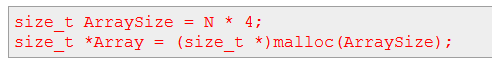 size_t ArraySize = N * 4;
size_t *Array = (size_t *)malloc(ArraySize);